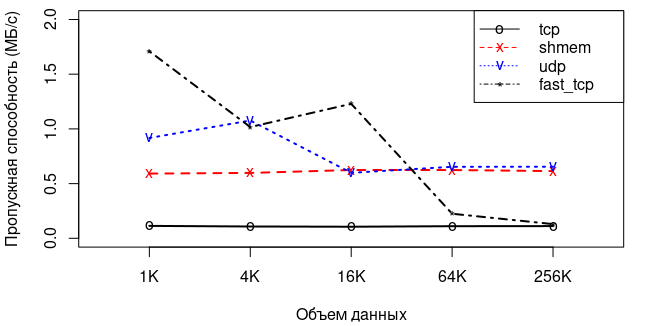 Пропускная способность (МБ/с)
2.0
1.5
1.0
0.5
0.0
tcp
shmem
udp
fast_tcp
1K 4K 16K 64K 256K
Объем данных